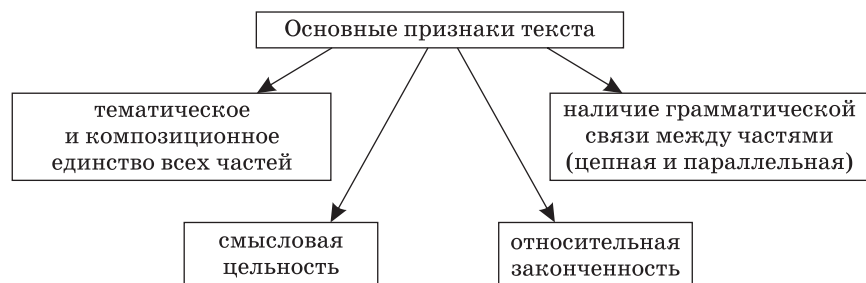 Основные признаки текста
тематическое
и композиционное
единство всех частей
наличие грамматической
связи между частями
(цепная и параллельная)
смысловая
цельность
относительная
законченность